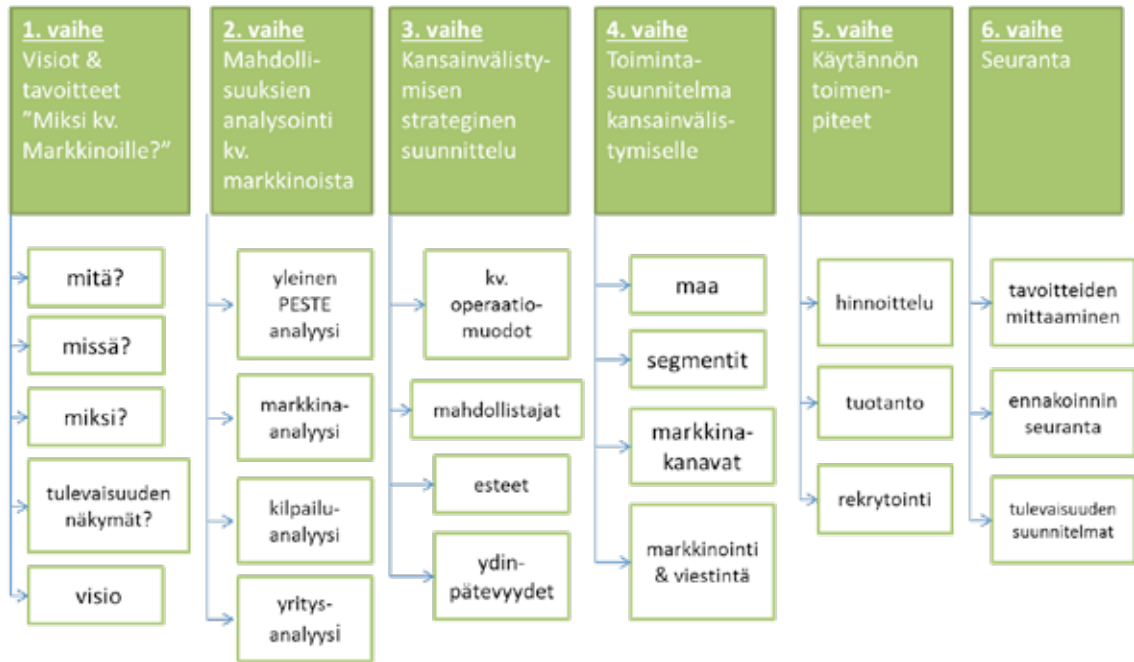 1. vaihe
Visiot &
tavoitteet
”Miksi kv.
Markkinoille?”
mitä?
missä?
miksi?
tulevaisuuden
näkymät?
visio
2. vaihe
Mahdolli-
suuksien
analysointi
kv.
markkinoista
yleinen
PESTE
analyysi
markkina-
analyysi
kilpailu-
analyysi
yritys-
analyysi
3. vaihe
Kansainvälisty-
misen
strateginen
suunnittelu
kv.
operaatio-
muodot
mahdollistajat
esteet
ydin-
pätevyydet
4. vaihe
Toiminta-
suunnitelma
kansainvälis-
tymiselle
maa
segmentit
markkina-
kanavat
markkinointi
& viestintä
5. vaihe
Käytännön
toimen-
piteet
hinnoittelu
tuotanto
rekrytointi
6. vaihe
Seuranta
tavoitteiden
mittaaminen
ennakoinnin
seuranta
tulevaisuuden
suunnitelmat